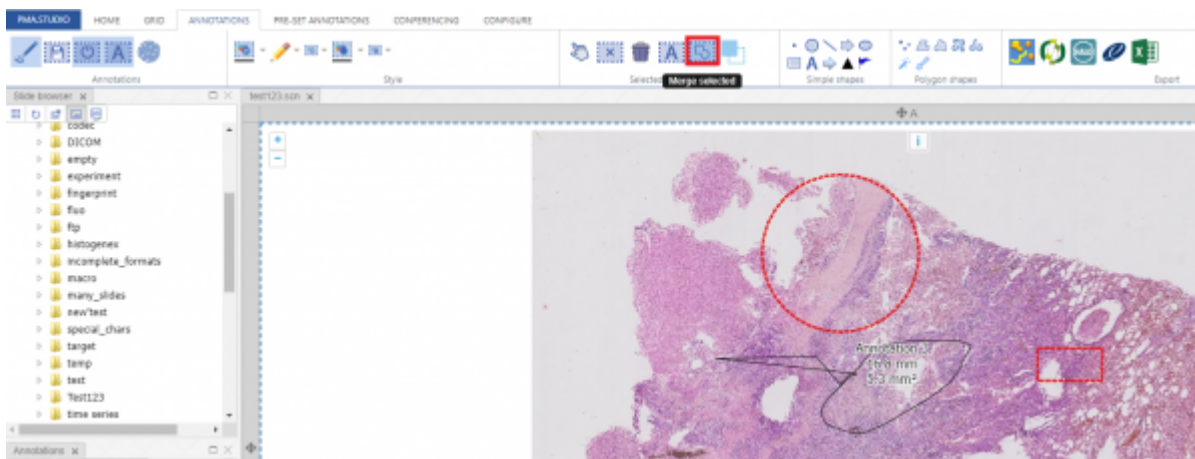 PMA.STUDIO HOME GRID ANNOTATIONS PRE-SET ANNOTATIONS CONFERENCING CONFIGURE
A
A
A
Annotations Style Selected Merge selected Simple shapes Polygon shapes Export
Slide browser x test123.scn x
A
codec
DICOM
empty
experiment
fingerprint
fluo
ftp
histogenex
incomplete_formats
macro
many_slides
new'test
special_chars
target
temp
test
Test123
time series
Annotations x
+
−
i
Annotation 3
mm
5.3 mm²